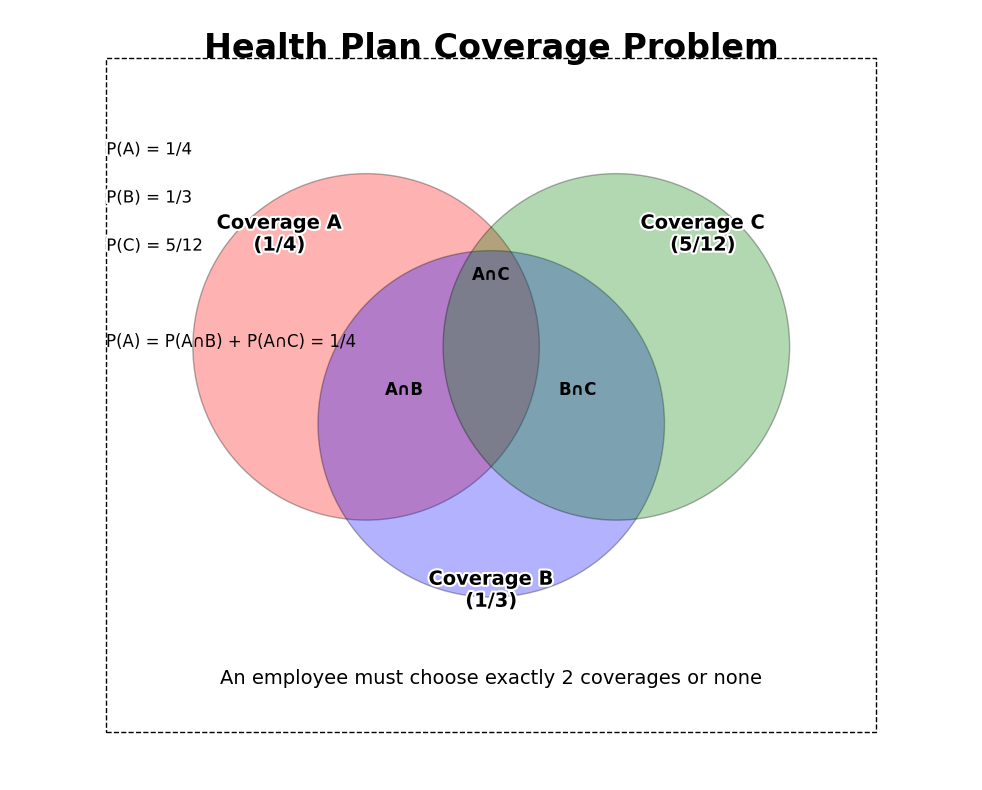 Health Plan Coverage Problem
P(A) = 1/4
P(B) = 1/3
Coverage A
(1/4)
Coverage C
(5/12)
P(C) = 5/12
A∩C
P(A) = P(A∩B) + P(A∩C) = 1/4
A∩B
B∩C
Coverage B
(1/3)
An employee must choose exactly 2 coverages or none